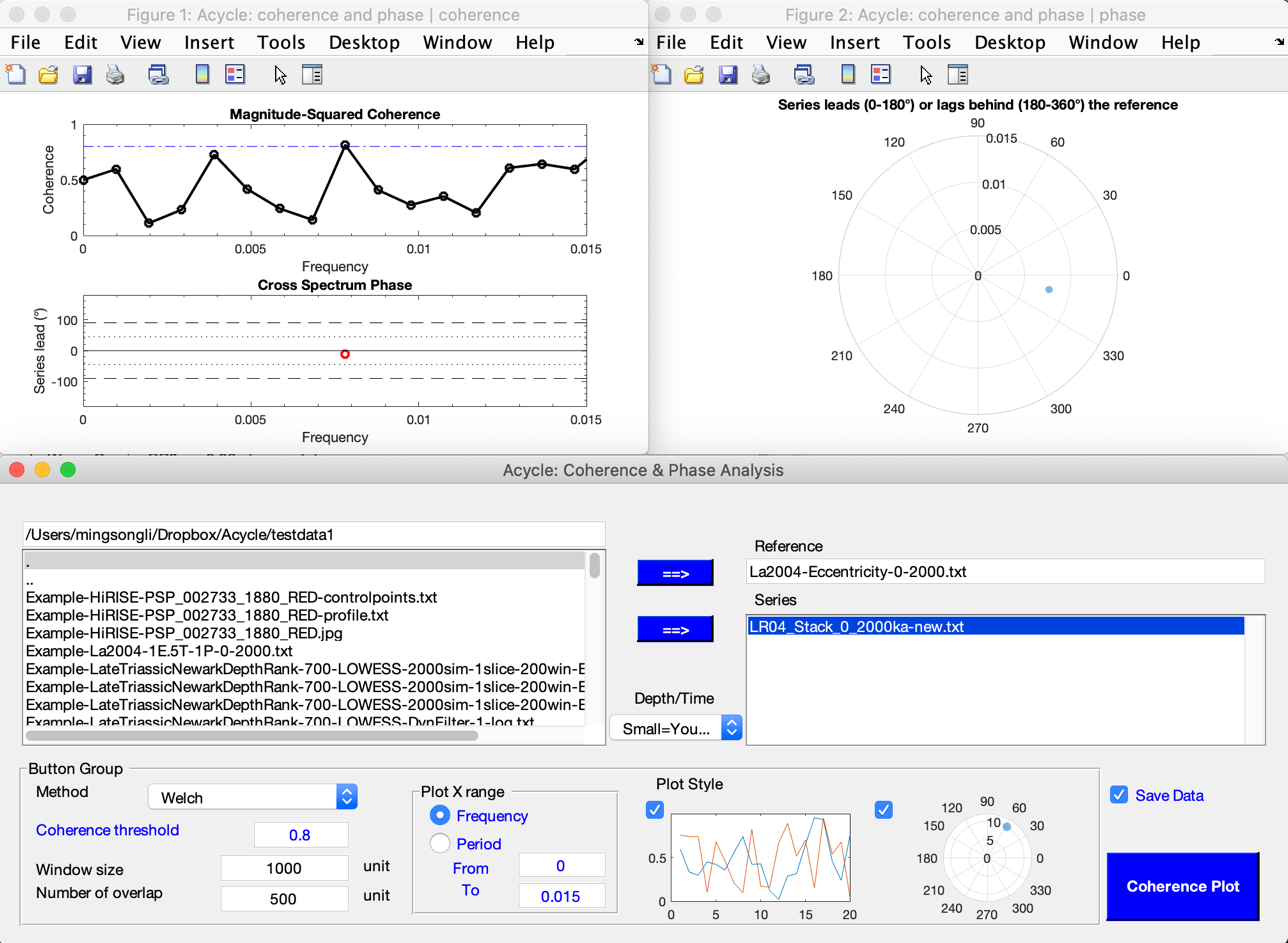 Figure 1: Acycle: coherence and phase | coherence
File Edit View Insert Tools Desktop Window Help
Magnitude-Squared Coherence
1
0.5
0
Coherence
0 0.005 0.01 0.015
Frequency
Cross Spectrum Phase
100
0
-100
Series lead (°)
0 0.005 0.01 0.015
Frequency
Figure 2: Acycle: coherence and phase | phase
File Edit View Insert Tools Desktop Window Help
Series leads (0-180°) or lags behind (180-360°) the reference
90
120 0.015 60
0.01
150 30
0.005
180 0 0
210 330
240 300
270
Acycle: Coherence & Phase Analysis
/Users/mingsongli/Dropbox/Acycle/testdata1
.
..
Example-HiRISE-PSP_002733_1880_RED-controlpoints.txt
Example-HiRISE-PSP_002733_1880_RED-profile.txt
Example-HiRISE-PSP_002733_1880_RED.jpg
Example-La2004-1E.5T-1P-0-2000.txt
Example-LateTriassicNewarkDepthRank-700-LOWESS-2000sim-1slice-200win-E
Example-LateTriassicNewarkDepthRank-700-LOWESS-2000sim-1slice-200win-E
Example-LateTriassicNewarkDepthRank-700-LOWESS-2000sim-1slice-200win-E
Example-LateTriassicNewarkDepthRank-700-LOWESS-DynFilter-1-log.txt
==>
==>
Reference
La2004-Eccentricity-0-2000.txt
Series
LR04_Stack_0_2000ka-new.txt
Depth/Time
Small=You...
Button Group
Method Welch
Coherence threshold 0.8
Window size 1000 unit
Number of overlap 500 unit
Plot X range
Frequency
Period
From 0
To 0.015
Plot Style
0.5
0
0 5 10 15 20
90
120 60
150 10 30
5
180 0 0
210 330
240 270 300
Save Data
Coherence Plot